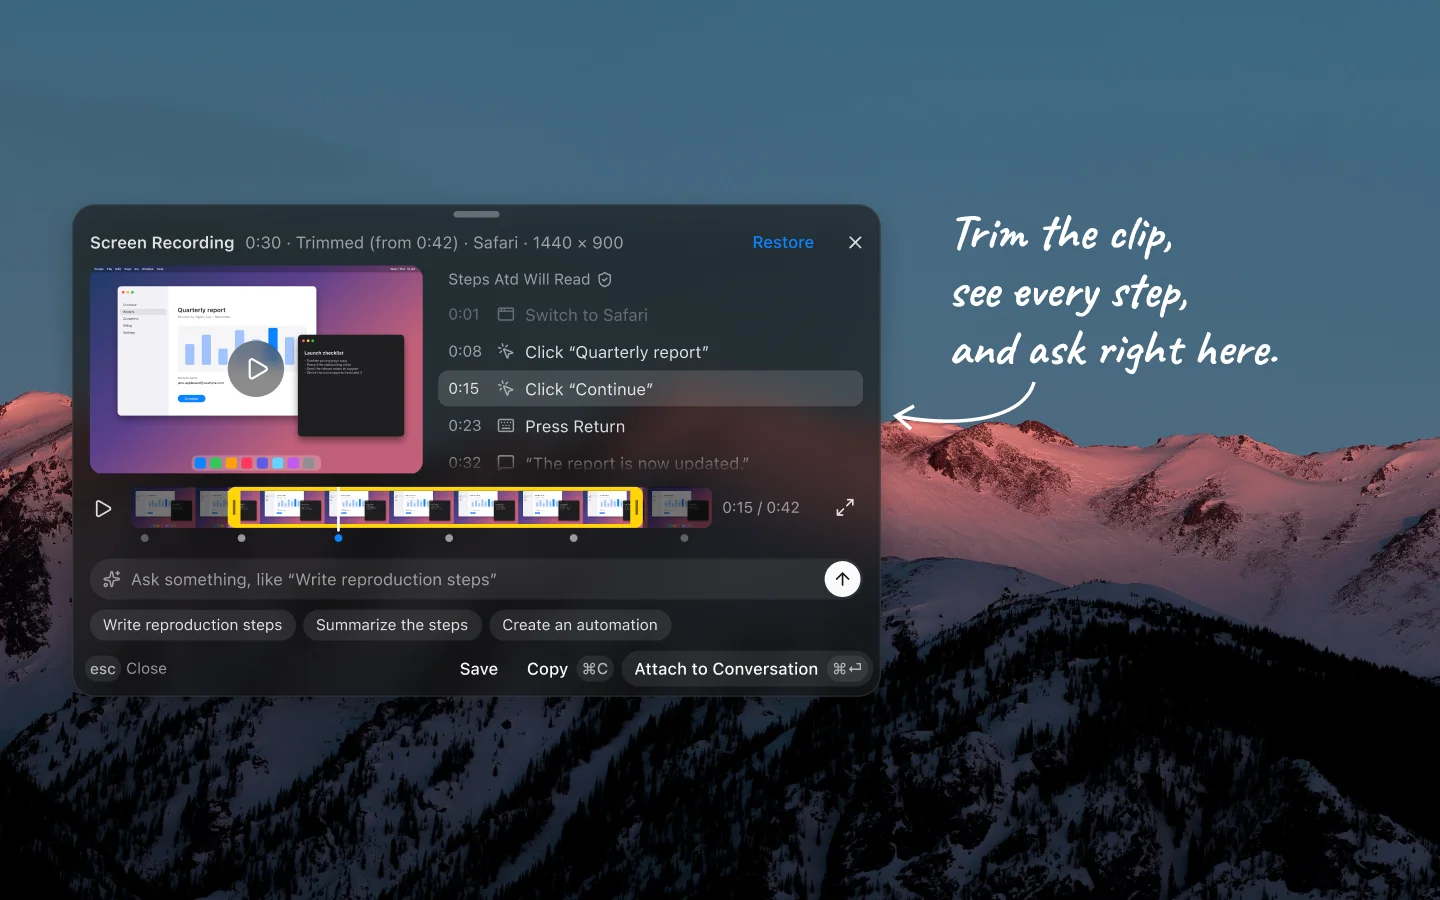 Screen Recording 0:30 · Trimmed (from 0:42) · Safari · 1440 × 900 Restore
Steps Atd Will Read
0:01 Switch to Safari
0:08 Click “Quarterly report”
0:15 Click “Continue”
0:23 Press Return
0:32 “The report is now updated.”
Quarterly report
Launch checklist
0:15 / 0:42
Ask something, like “Write reproduction steps”
Write reproduction steps
Summarize the steps
Create an automation
esc Close
Save
Copy ⌘C
Attach to Conversation ⌘⏎
Trim the clip,
see every step,
and ask right here.